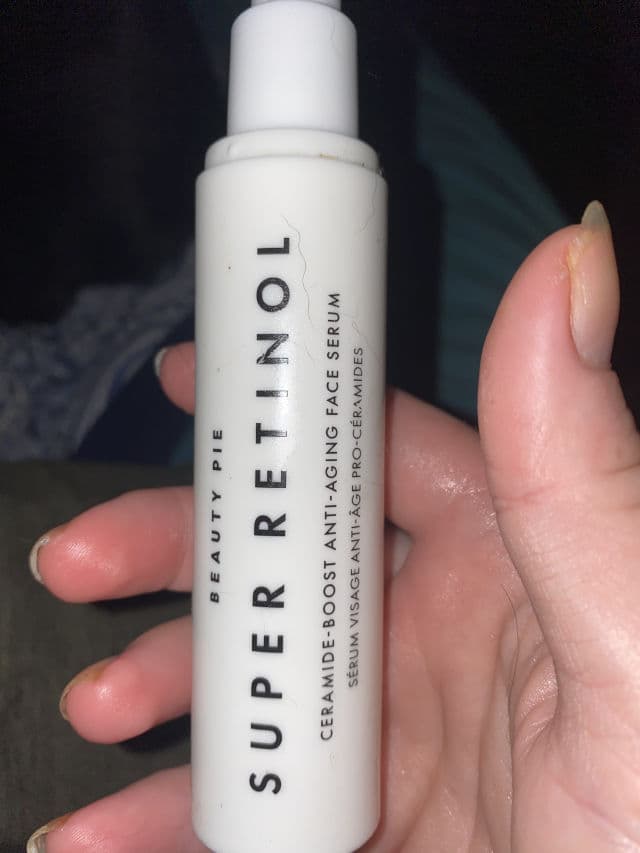 BEAUTY PIE
SUPER RETINOL
CERAMIDE-BOOST ANTI-AGING FACE SERUM
SÉRUM VISAGE ANTI-ÂGE PRO-CÉRAMIDES